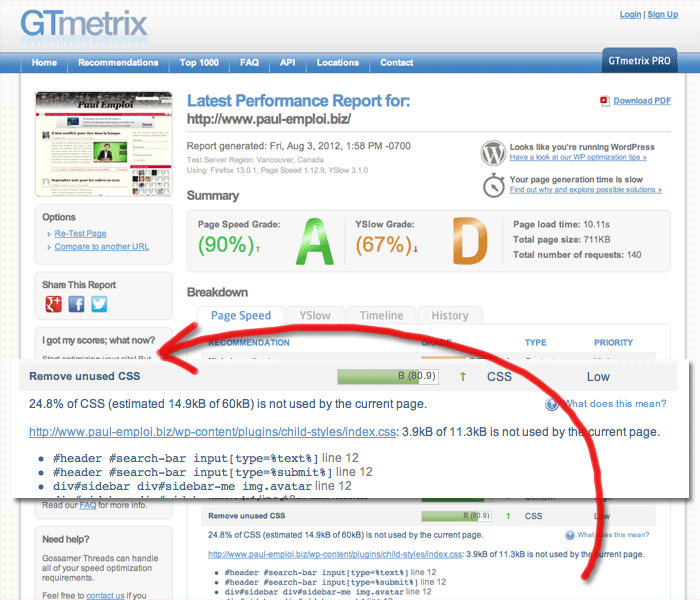 GTmetrix
Login | Sign Up
Home Recommendations Top 1000 FAQ API Locations Contact
GTmetrix PRO
Paul Emploi
Latest Performance Report for:
http://www.paul-emploi.biz/
Download PDF
Report generated: Fri, Aug 3, 2012, 1:58 PM -0700
Test Server Region: Vancouver, Canada
Using: Firefox 13.0.1, Page Speed 1.12.9, YSlow 3.1.0
Looks like you're running WordPress
Have a look at our WP optimization tips »
Your page generation time is slow
Find out why and explore possible solutions »
Summary
Page Speed Grade:
(90%)↑
A
YSlow Grade:
(67%)↓
D
Page load time: 10.11s
Total page size: 711KB
Total number of requests: 140
Options
Re-Test Page
Compare to another URL
Share This Report
I got my scores; what now?
Start optimizing your site! But
Breakdown
Page Speed YSlow Timeline History
RECOMMENDATION TYPE PRIORITY
Remove unused CSS B (80.9) ↑ CSS Low
24.8% of CSS (estimated 14.9kB of 60kB) is not used by the current page. What does this mean?
http://www.paul-emploi.biz/wp-content/plugins/child-styles/index.css: 3.9kB of 11.3kB is not used by the current page.
#header #search-bar input[type=%text%] line 12
#header #search-bar input[type=%submit%] line 12
div#sidebar div#sidebar-me img.avatar line 12
Read our FAQ for more info.
Need help?
Gossamer Threads can handle
all of your speed optimization
requirements.
Feel free to contact us if
Remove unused CSS B (80.9) ↑ CSS Low
24.8% of CSS (estimated 14.9kB of 60kB) is not used by the current page. What does this mean?
http://www.paul-emploi.biz/wp-content/plugins/child-styles/index.css: 3.9kB of 11.3kB is not used by the current page.
#header #search-bar input[type=%text%] line 12
#header #search-bar input[type=%submit%] line 12
div#sidebar div#sidebar-me img.avatar line 12